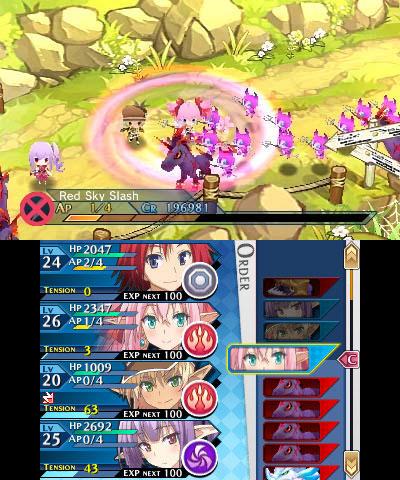 Red Sky Slash
AP 1/4 CR 196981
Lv 24 HP 2047
AP 2/4
TENSION 0 EXP NEXT 100
Lv 26 HP 2347
AP 1/4
TENSION 3 EXP NEXT 100
Lv 20 HP 1009
AP 0/4
TENSION 63 EXP NEXT 100
Lv 25 HP 2692
AP 0/4
TENSION 43 EXP NEXT 100
ORDER
C